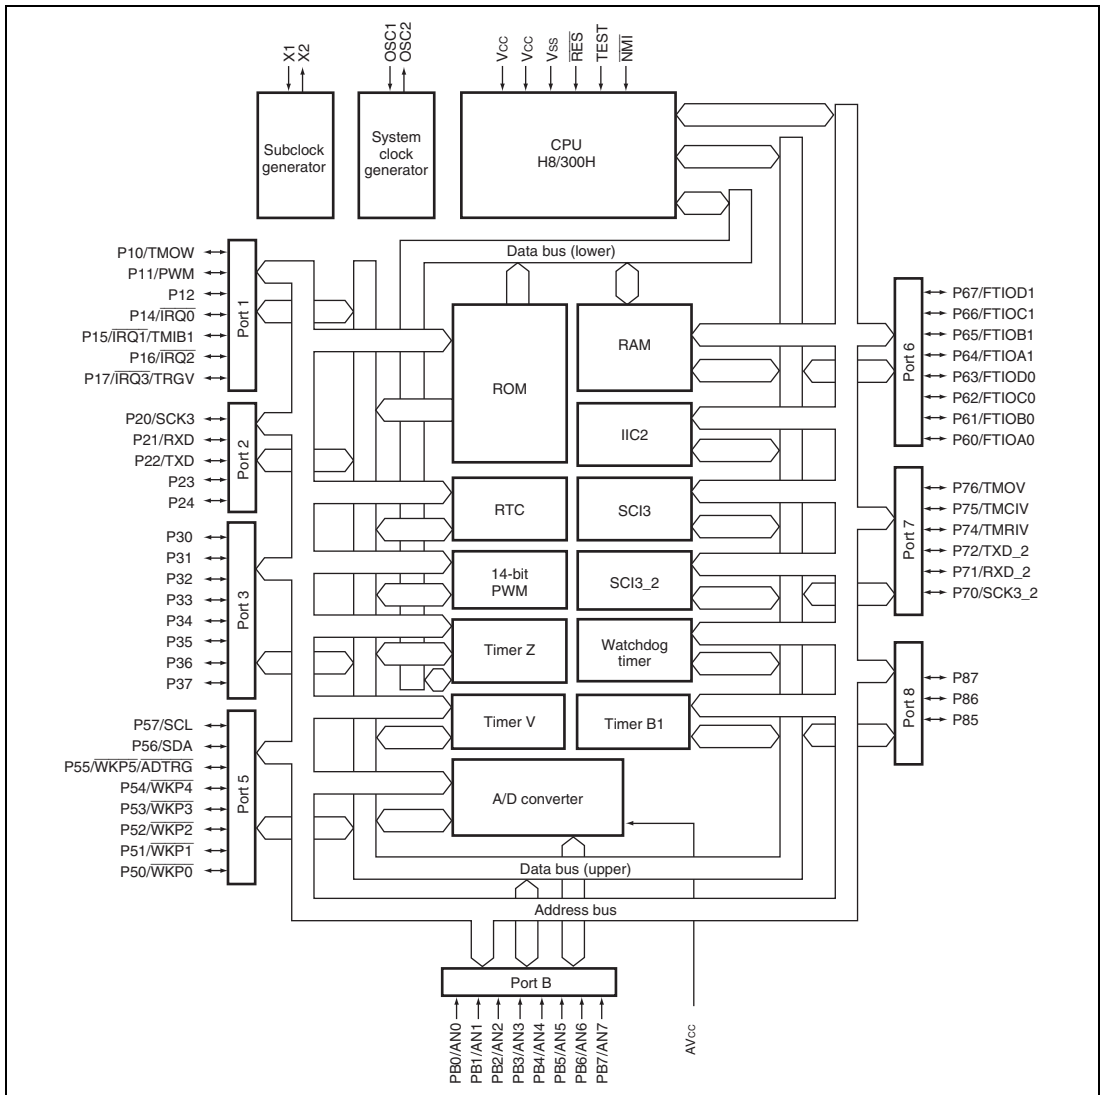 X1
X2
OSC1
OSC2
VCC
VCC
VSS
RES
TEST
NMI
Subclock
generator
System
clock
generator
CPU
H8/300H
Data bus (lower)
P10/TMOW
P11/PWM
P12
P14/IRQ0
P15/IRQ1/TMIB1
P16/IRQ2
P17/IRQ3/TRGV
Port 1
P20/SCK3
P21/RXD
P22/TXD
P23
P24
Port 2
P30
P31
P32
P33
P34
P35
P36
P37
Port 3
P57/SCL
P56/SDA
P55/WKP5/ADTRG
P54/WKP4
P53/WKP3
P52/WKP2
P51/WKP1
P50/WKP0
Port 5
ROM
RAM
IIC2
RTC
SCI3
14-bit
PWM
SCI3_2
Timer Z
Watchdog
timer
Timer V
Timer B1
A/D converter
Port 6
P67/FTIOD1
P66/FTIOC1
P65/FTIOB1
P64/FTIOA1
P63/FTIOD0
P62/FTIOC0
P61/FTIOB0
P60/FTIOA0
Port 7
P76/TMOV
P75/TMCIV
P74/TMRIV
P72/TXD_2
P71/RXD_2
P70/SCK3_2
Port 8
P87
P86
P85
Data bus (upper)
Address bus
Port B
PB0/AN0
PB1/AN1
PB2/AN2
PB3/AN3
PB4/AN4
PB5/AN5
PB6/AN6
PB7/AN7
AVCC